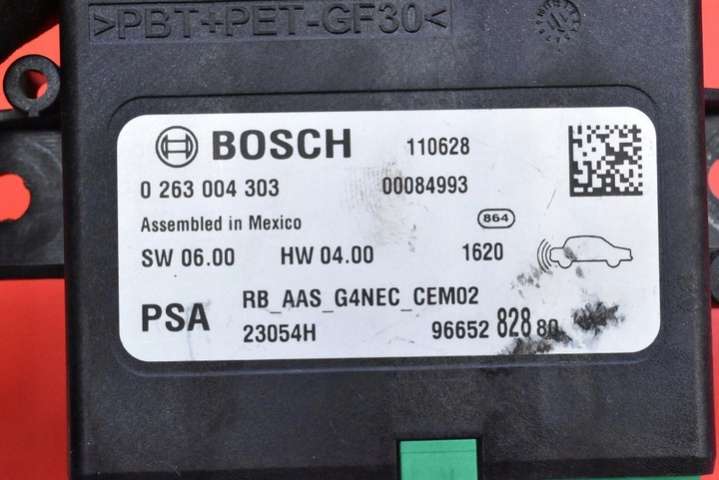 >PBT+PET-GF30<
BOSCH 110628
0 263 004 303 00084993
Assembled in Mexico 864
SW 06.00 HW 04.00 1620
PSA RB_AAS_G4NEC_CEM02
23054H 96652 828 80